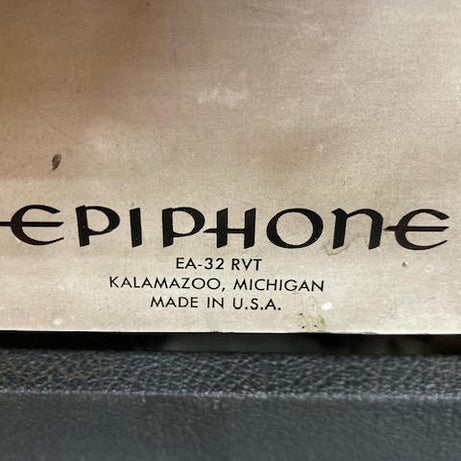 EPIPHONE
EA-32 RVT
KALAMAZOO, MICHIGAN
MADE IN U.S.A.